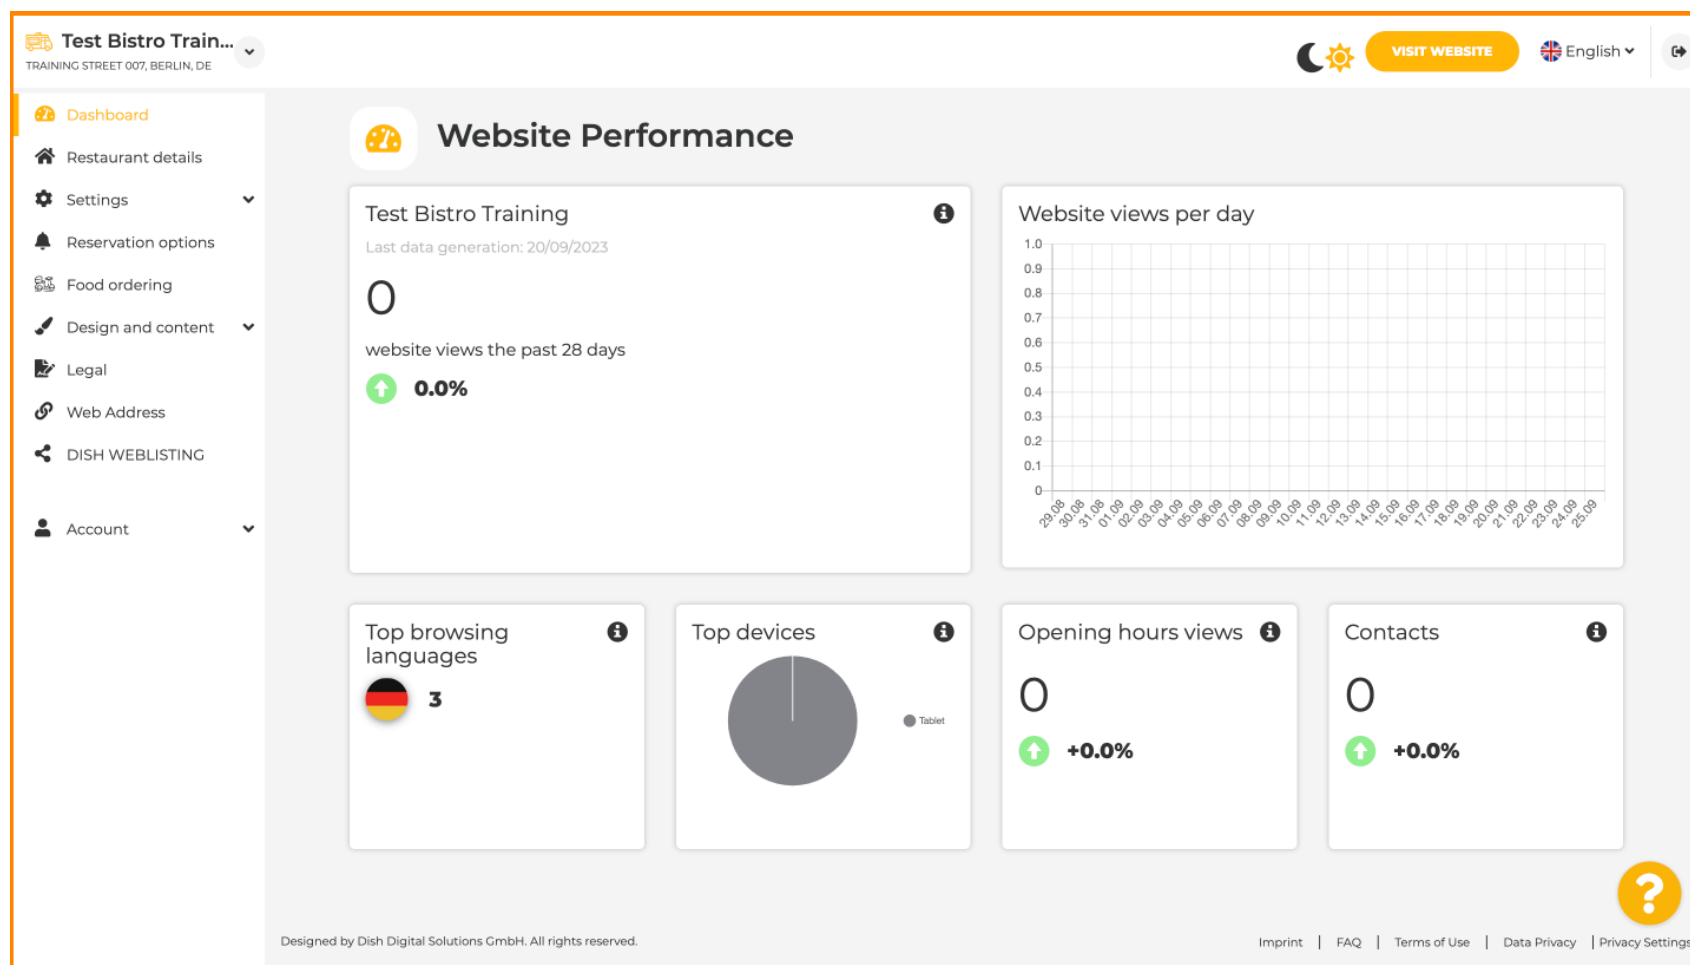 Test Bistro Train...
TRAINING STREET 007, BERLIN, DE
VISIT WEBSITE
English
Dashboard
Restaurant details
Settings
Reservation options
Food ordering
Design and content
Legal
Web Address
DISH WEBLISTING
Account
Website Performance
Test Bistro Training
Last data generation: 20/09/2023
0
website views the past 28 days
0.0%
Website views per day
1.0
0.9
0.8
0.7
0.6
0.5
0.4
0.3
0.2
0.1
0
29.08 30.08 31.08 01.09 02.09 03.09 04.09 05.09 06.09 07.09 08.09 09.09 10.09 11.09 12.09 13.09 14.09 15.09 16.09 17.09 18.09 19.09 20.09 21.09 22.09 23.09 24.09 25.09
Top browsing
languages
3
Top devices
Tablet
Opening hours views
0
+0.0%
Contacts
0
+0.0%
?
Designed by Dish Digital Solutions GmbH. All rights reserved.
Imprint | FAQ | Terms of Use | Data Privacy | Privacy Settings